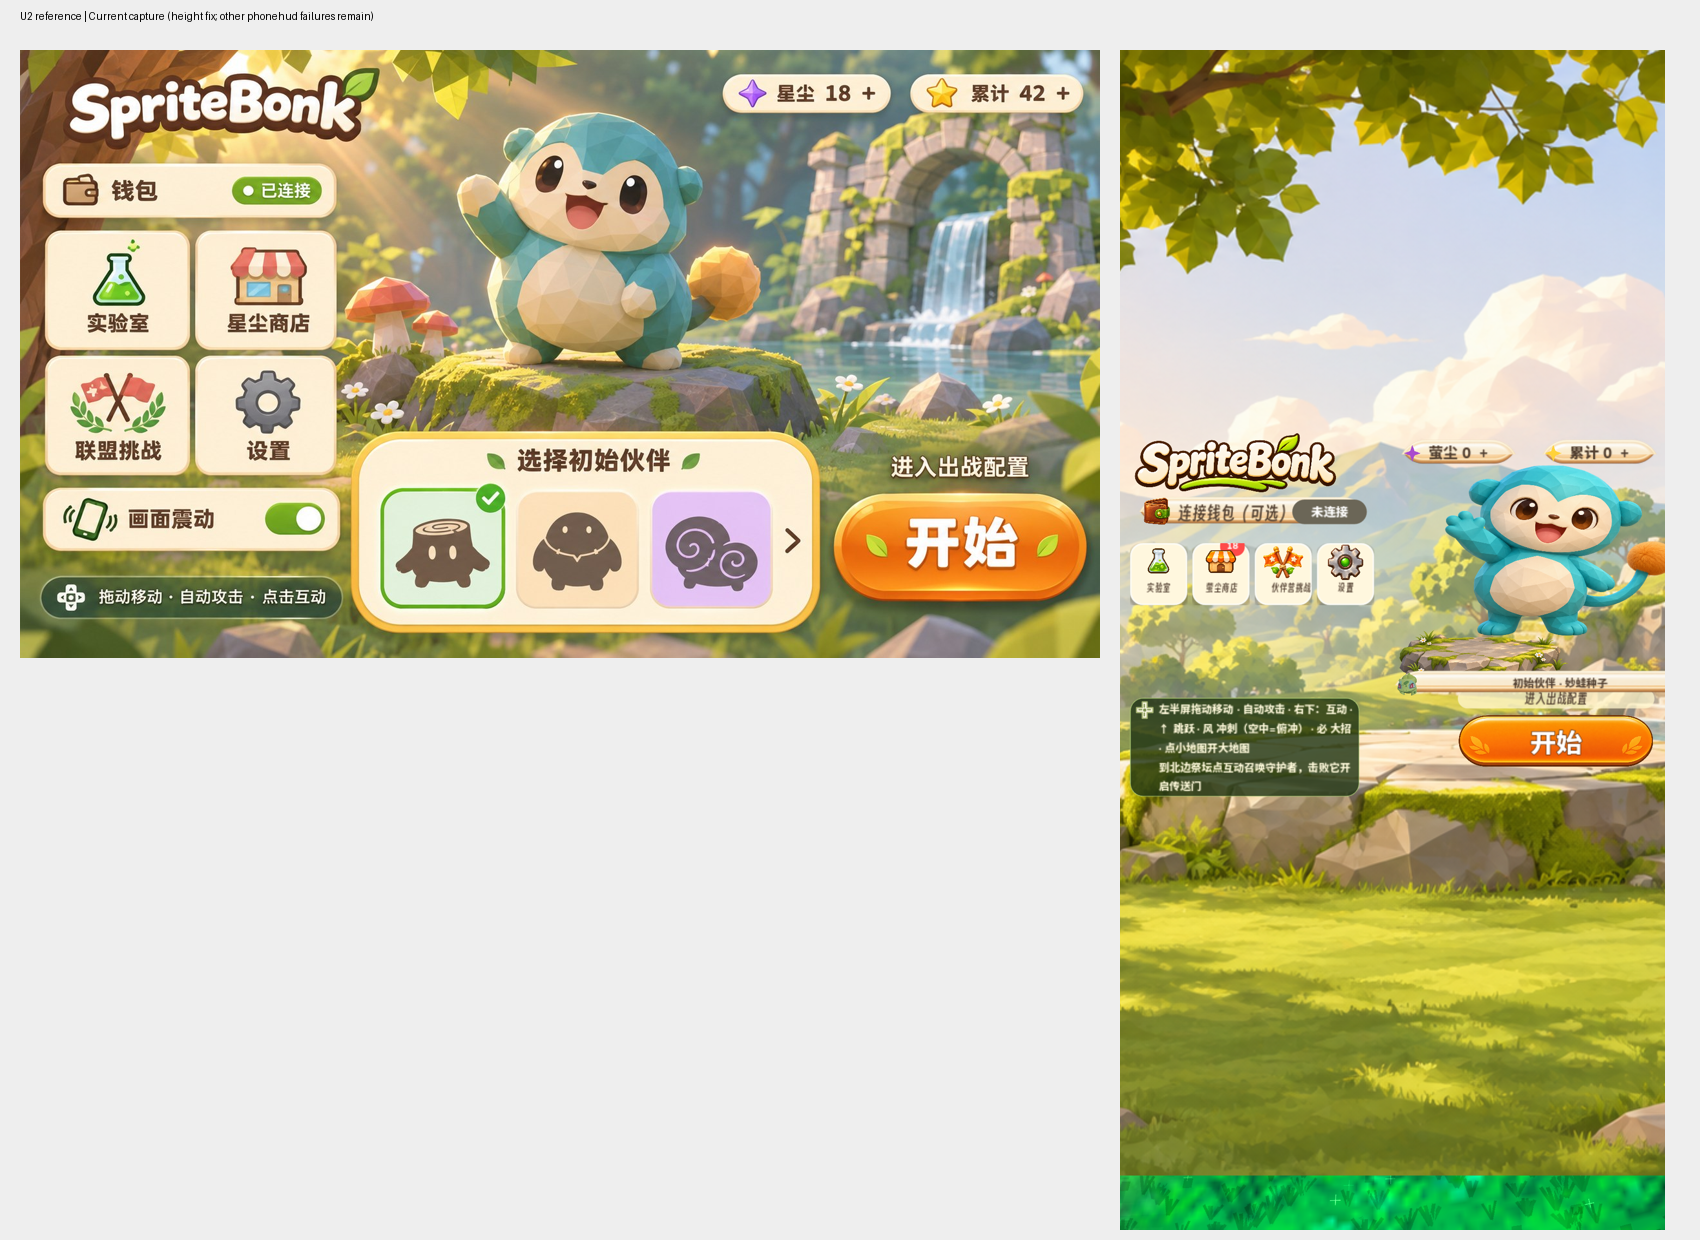 U2 reference | Current capture (height fix; other phonehud failures remain)
SpriteBonk
星尘 18 +
累计 42 +
钱包
已连接
实验室
星尘商店
联盟挑战
设置
画面震动
拖动移动 · 自动攻击 · 点击互动
选择初始伙伴
进入出战配置
开始
SpriteBonk
萤尘 0 +
累计 0 +
连接钱包（可选）
未连接
实验室
萤尘商店
伙伴营挑战
设置
初始伙伴 · 妙蛙种子
进入出战配置
开始
左半屏拖动移动 · 自动攻击 · 右下：互动 ·
↑ 跳跃 · 风 冲刺（空中=俯冲） · 必 大招
· 点小地图开大地图
到北边祭坛点互动召唤守护者，击败它开
启传送门